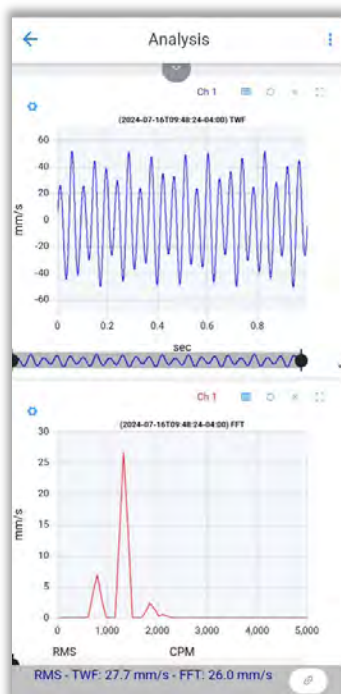 Analysis
Ch 1
(2024-07-16T09:48:24-04:00) TWF
60
40
20
0
-20
-40
-60
mm/s
0 0.2 0.4 0.6 0.8
sec
Ch 1
(2024-07-16T09:48:24-04:00) FFT
30
25
20
15
10
5
0
mm/s
0 1,000 2,000 3,000 4,000 5,000
RMS CPM
RMS - TWF: 27.7 mm/s - FFT: 26.0 mm/s